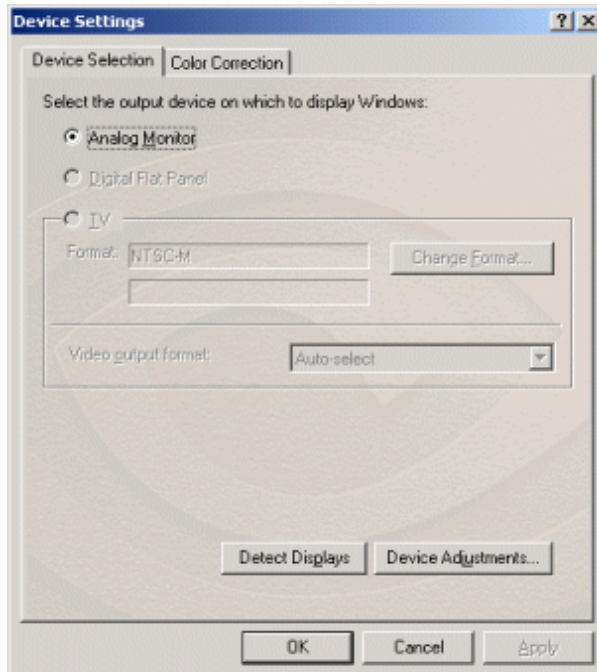 Device Settings
Device Selection
Color Correction
Select the output device on which to display Windows:
Analog Monitor
Digital Flat Panel
TV
Format:
NTSC-M
Change Format...
Video output format:
Auto-select
Detect Displays
Device Adjustments...
OK
Cancel
Apply